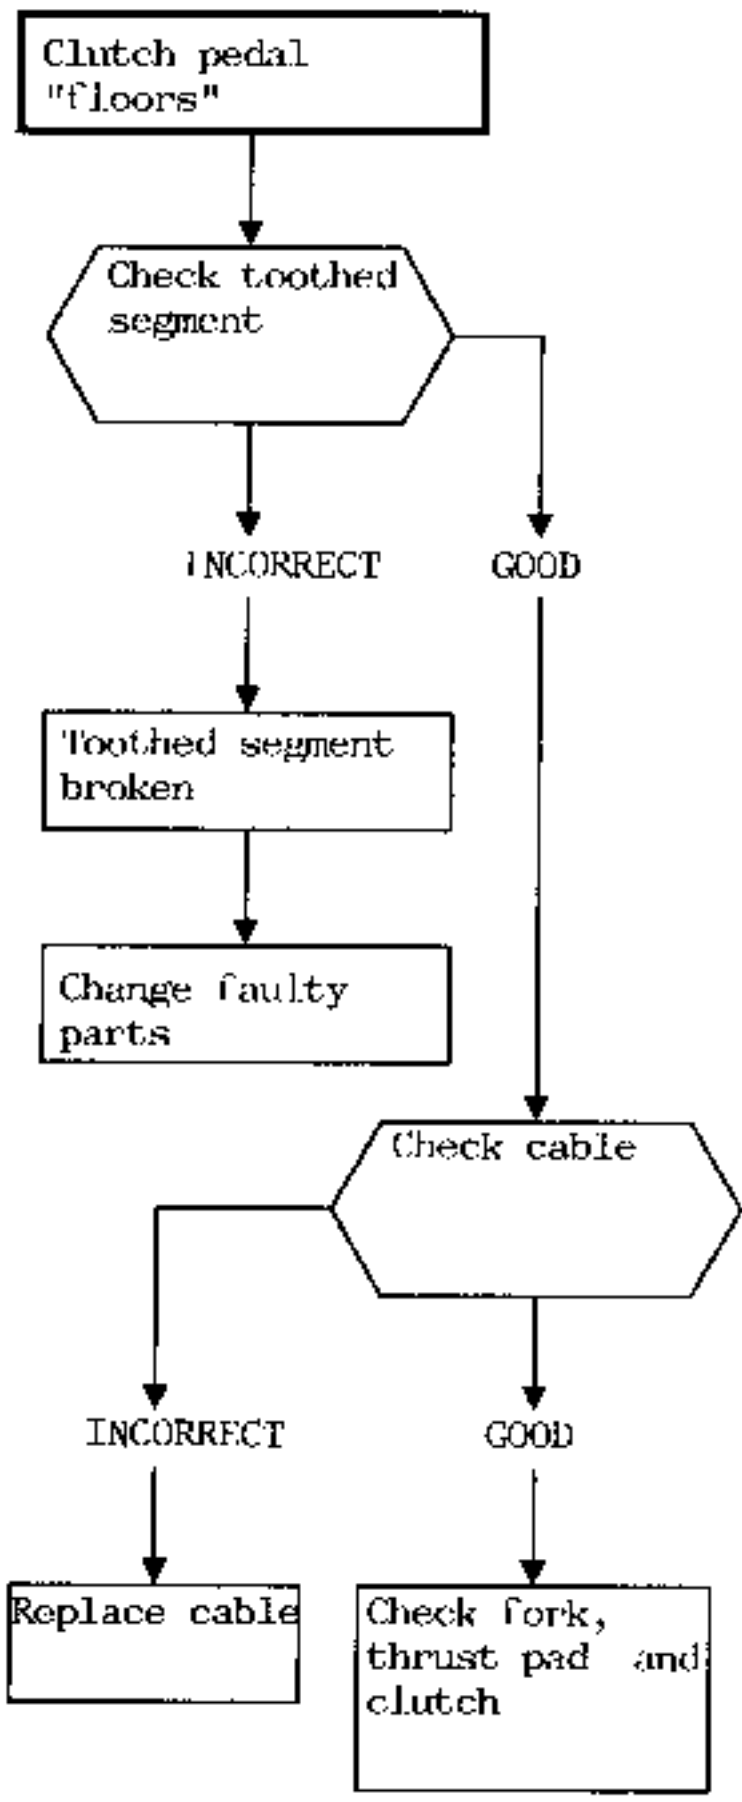 Clutch pedal
"floors"
Check toothed
segment
INCORRECT
GOOD
Toothed segment
broken
Change faulty
parts
Check cable
INCORRECT
GOOD
Replace cable
Check fork,
thrust pad and
clutch